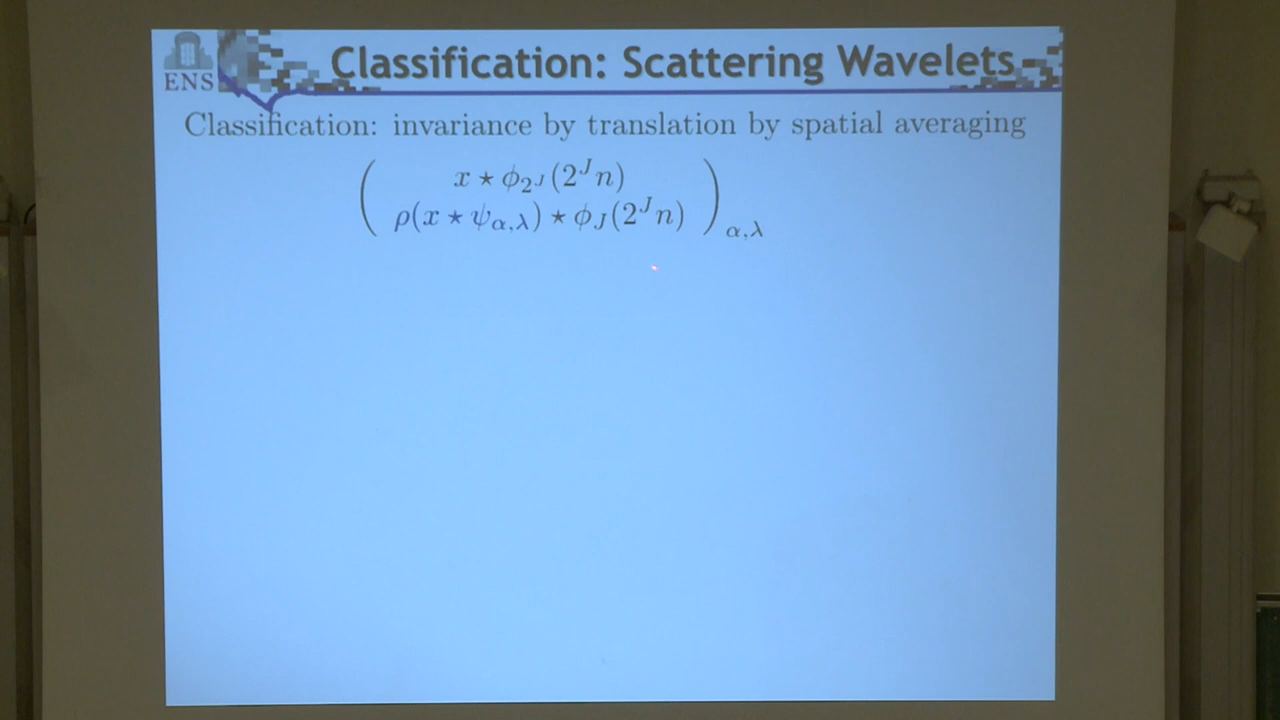 ENS
Classification: Scattering Wavelets
Classification: invariance by translation by spatial averaging
( x ⋆ ϕ_{2^J}(2^J n)
ρ(x ⋆ ψ_{α,λ}) ⋆ ϕ_J(2^J n) )_{α,λ}